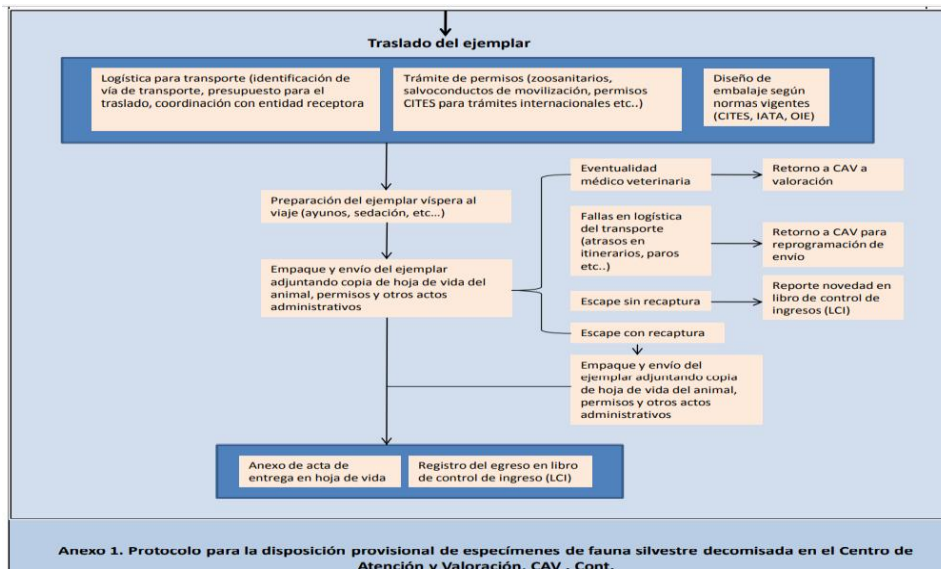 Traslado del ejemplar
Logística para transporte (identificación de
vía de transporte, presupuesto para el
traslado, coordinación con entidad receptora
Trámite de permisos (zoosanitarios,
salvoconductos de movilización, permisos
CITES para trámites internacionales etc..)
Diseño de
embalaje según
normas vigentes
(CITES, IATA, OIE)
Preparación del ejemplar víspera al
viaje (ayunos, sedación, etc...)
Empaque y envío del ejemplar
adjuntando copia de hoja de vida del
animal, permisos y otros actos
administrativos
Eventualidad
médico veterinaria
Retorno a CAV a
valoración
Fallas en logística
del transporte
(atrasos en
itinerarios, paros
etc..)
Retorno a CAV para
reprogramación de
envío
Escape sin recaptura
Reporte novedad en
libro de control de
ingresos (LCI)
Escape con recaptura
Empaque y envío del
ejemplar adjuntando copia
de hoja de vida del animal,
permisos y otros actos
administrativos
Anexo de acta de
entrega en hoja de vida
Registro del egreso en libro
de control de ingreso (LCI)
Anexo 1. Protocolo para la disposición provisional de especímenes de fauna silvestre decomisada en el Centro de
Atención y Valoración, CAV . Cont.